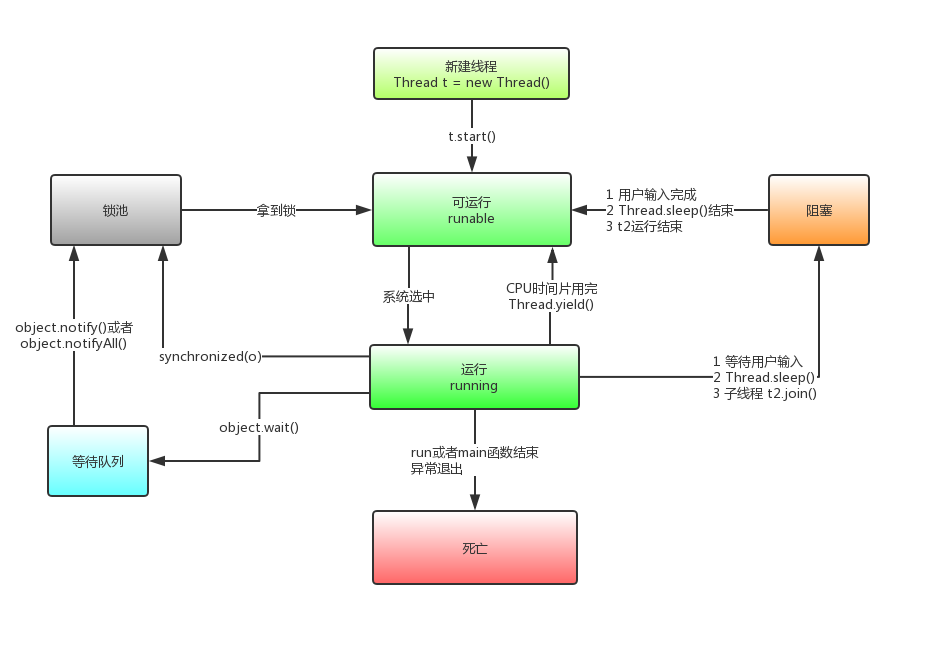 新建线程
Thread t = new Thread()
t.start()
锁池
拿到锁
可运行
runable
1 用户输入完成
2 Thread.sleep()结束
3 t2运行结束
阻塞
系统选中
CPU时间片用完
Thread.yield()
object.notify()或者
object.notifyAll()
synchronized(o)
运行
running
1 等待用户输入
2 Thread.sleep()
3 子线程 t2.join()
object.wait()
等待队列
run或者main函数结束
异常退出
死亡